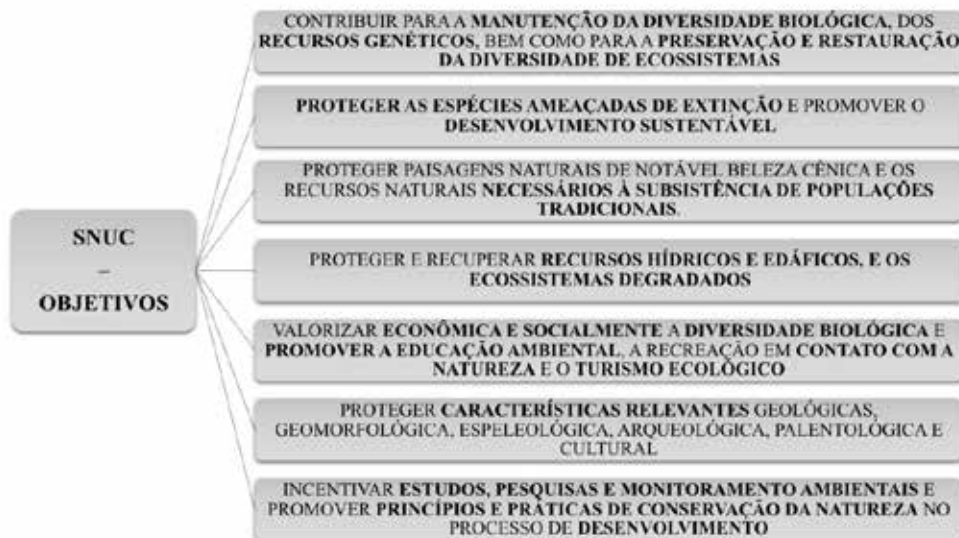 CONTRIBUIR PARA A MANUTENÇÃO DA DIVERSIDADE BIOLÓGICA, DOS
RECURSOS GENÉTICOS, BEM COMO PARA A PRESERVAÇÃO E RESTAURAÇÃO
DA DIVERSIDADE DE ECOSSISTEMAS
PROTEGER AS ESPÉCIES AMEAÇADAS DE EXTINÇÃO E PROMOVER O
DESENVOLVIMENTO SUSTENTÁVEL
PROTEGER PAISAGENS NATURAIS DE NOTÁVEL BELEZA CÊNICA E OS
RECURSOS NATURAIS NECESSÁRIOS À SUBSISTÊNCIA DE POPULAÇÕES
TRADICIONAIS.
SNUC
–
OBJETIVOS
PROTEGER E RECUPERAR RECURSOS HÍDRICOS E EDÁFICOS, E OS
ECOSSISTEMAS DEGRADADOS
VALORIZAR ECONÔMICA E SOCIALMENTE A DIVERSIDADE BIOLÓGICA E
PROMOVER A EDUCAÇÃO AMBIENTAL, A RECREAÇÃO EM CONTATO COM A
NATUREZA E O TURISMO ECOLÓGICO
PROTEGER CARACTERÍSTICAS RELEVANTES GEOLÓGICAS,
GEOMORFOLÓGICA, ESPELEOLÓGICA, ARQUEOLÓGICA, PALENTOLÓGICA E
CULTURAL
INCENTIVAR ESTUDOS, PESQUISAS E MONITORAMENTO AMBIENTAIS E
PROMOVER PRINCÍPIOS E PRÁTICAS DE CONSERVAÇÃO DA NATUREZA NO
PROCESSO DE DESENVOLVIMENTO